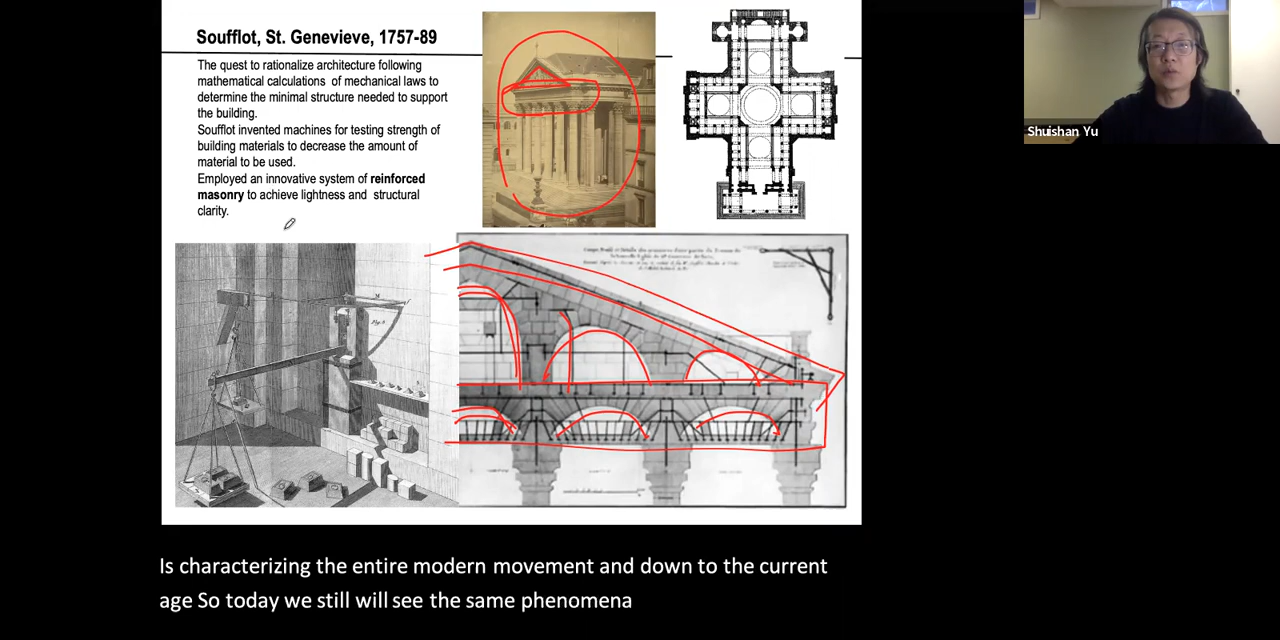 Soufflot, St. Genevieve, 1757-89
The quest to rationalize architecture following
mathematical calculations of mechanical laws to
determine the minimal structure needed to support
the building.
Soufflot invented machines for testing strength of
building materials to decrease the amount of
material to be used.
Employed an innovative system of reinforced
masonry to achieve lightness and structural
clarity.
Shuishan Yu
Is characterizing the entire modern movement and down to the current
age So today we still will see the same phenomena